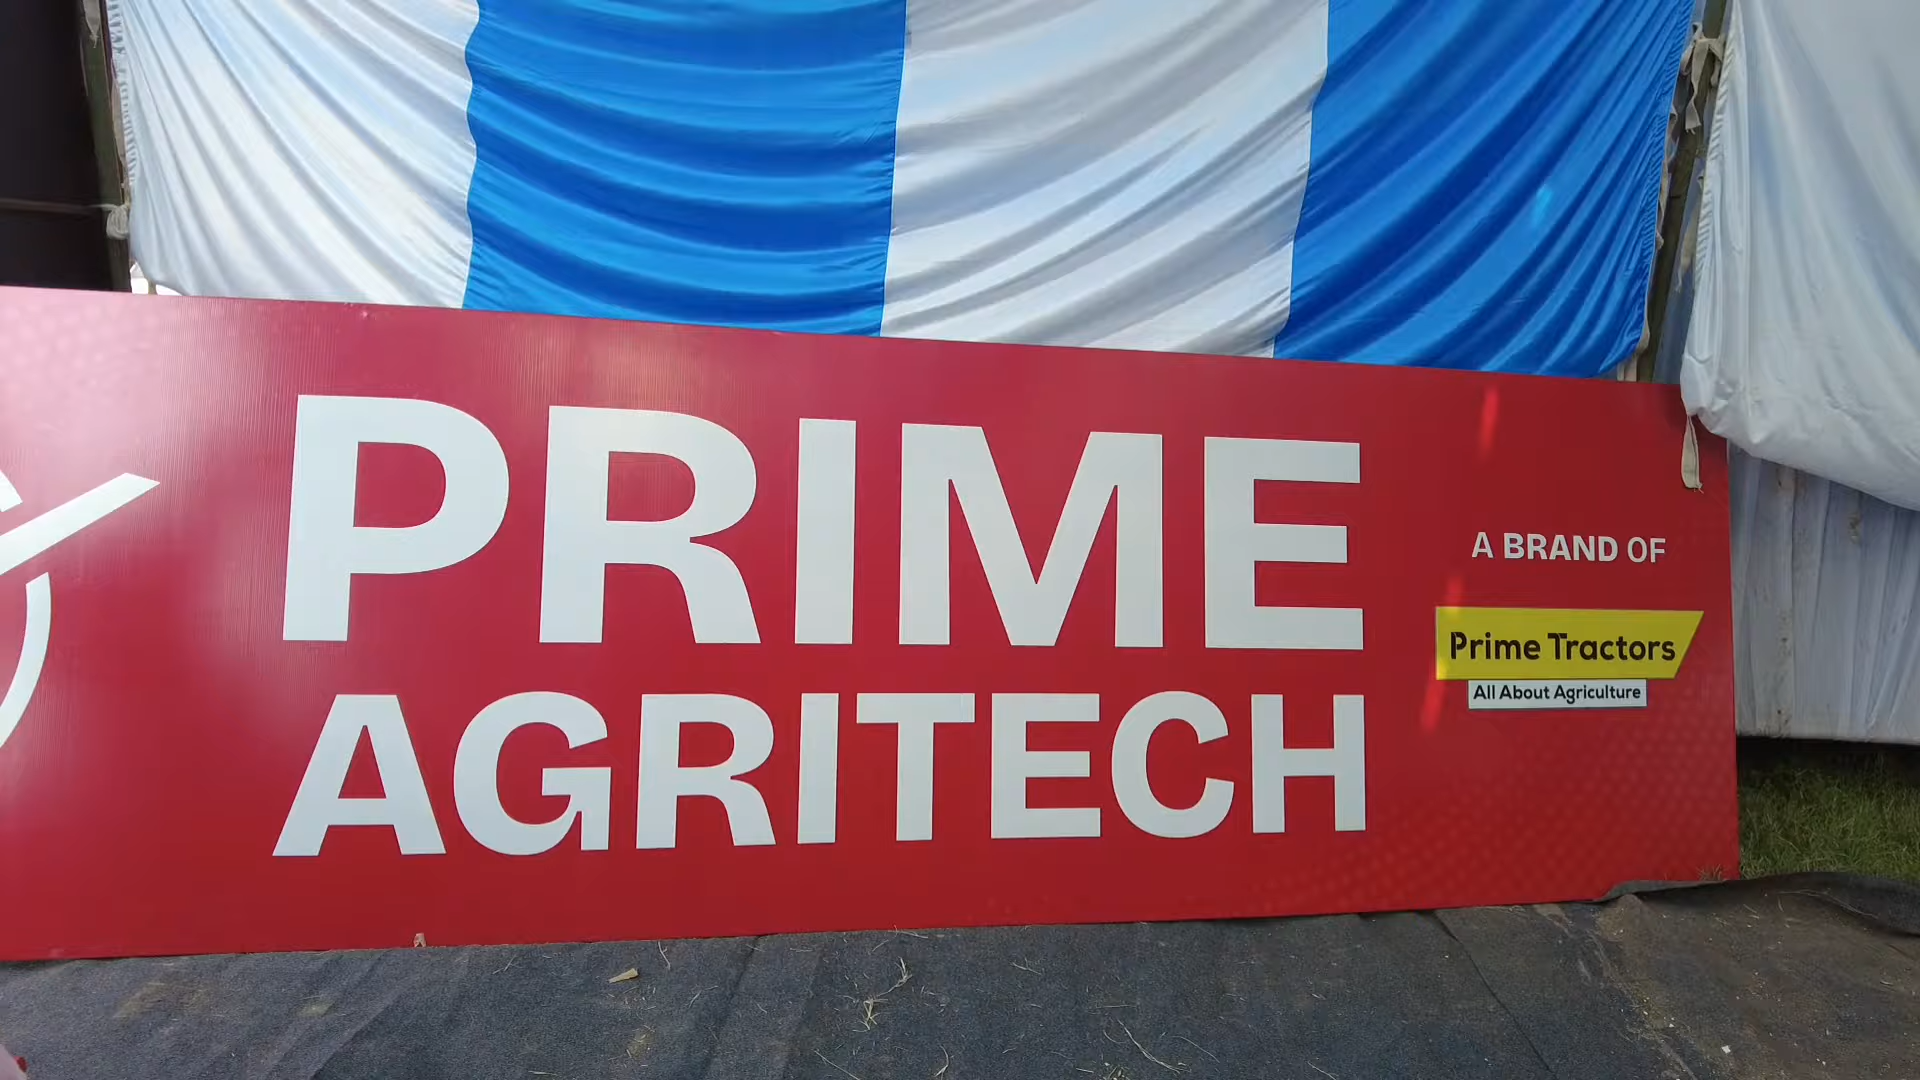 PRIME
AGRITECH
A BRAND OF
Prime Tractors
All About Agriculture